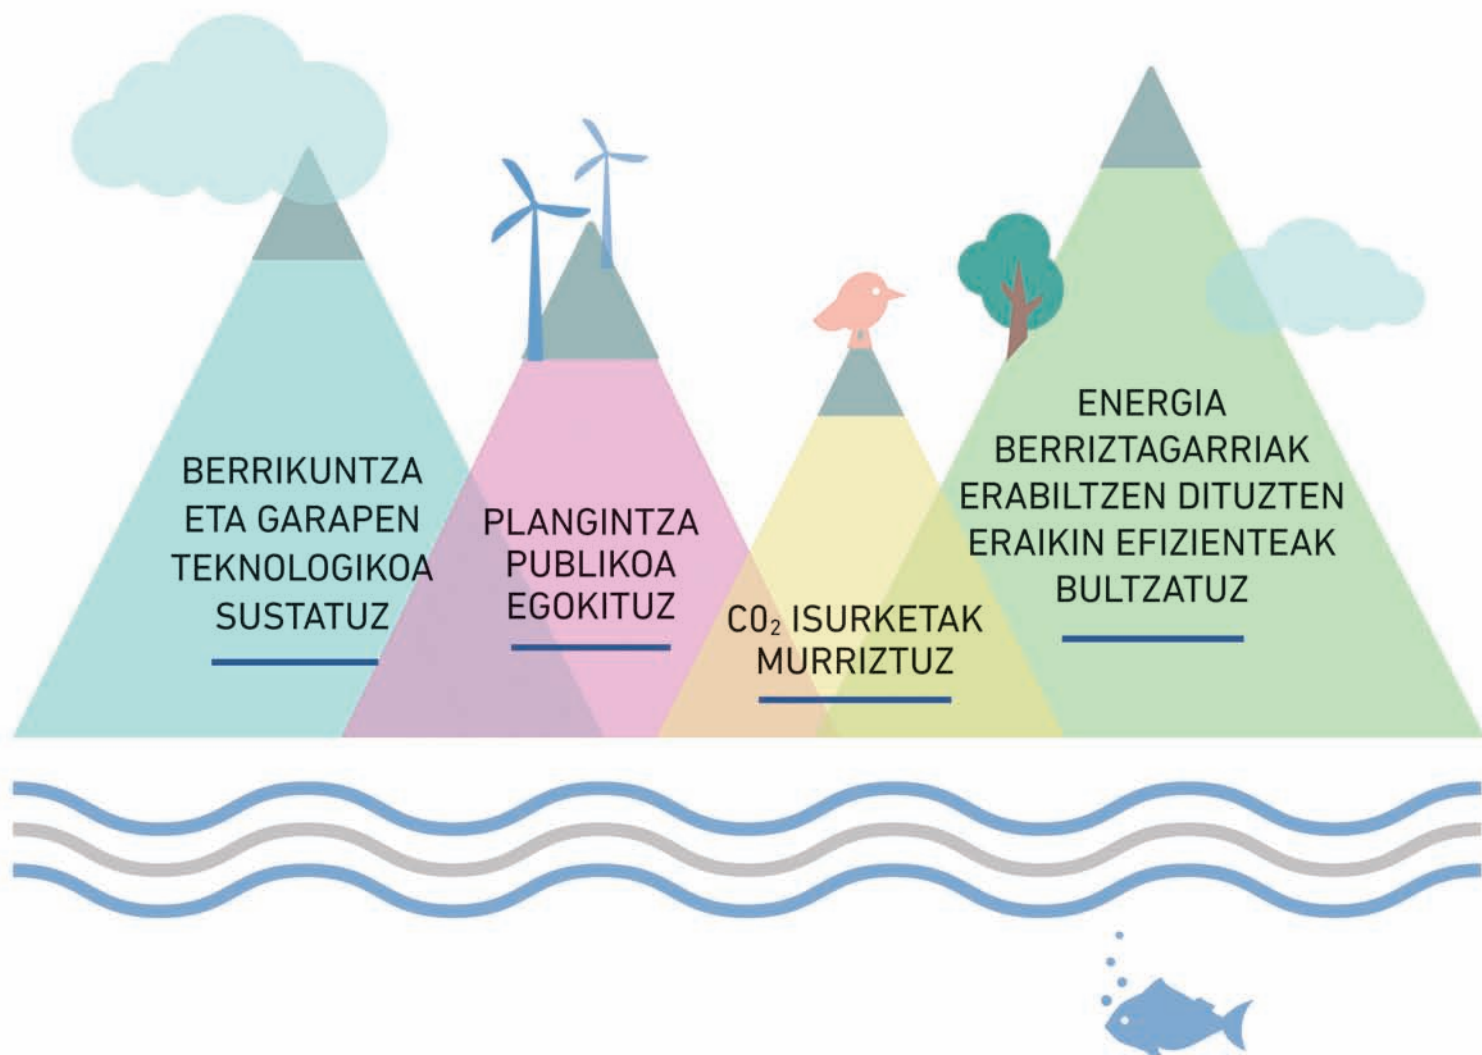 BERRIKUNTZA
ETA GARAPEN
TEKNOLOGIKOA
SUSTATUZ
PLANGINTZA
PUBLIKOA
EGOKITUZ
CO₂ ISURKETAK
MURRIZTUZ
ENERGIA
BERRIZTAGARRIAK
ERABILTZEN DITUZTEN
ERAIKIN EFIZIENTEAK
BULTZATUZ